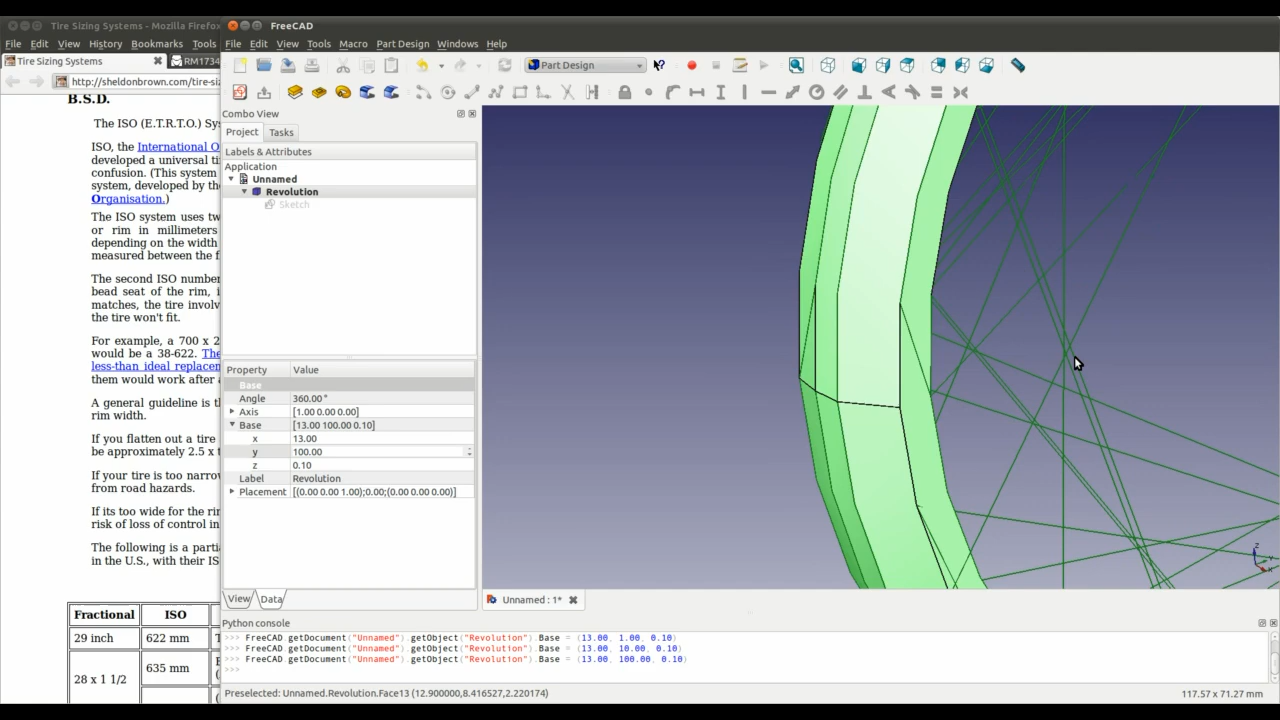 Tire Sizing Systems - Mozilla Firefo
File Edit View History Bookmarks Tools
Tire Sizing Systems
RM1734
http://sheldonbrown.com/tire-siz
B.S.D.
The ISO (E.T.R.T.O.) Sys
ISO, the International O
developed a universal ti
confusion. (This system
system, developed by the
Organisation.)
The ISO system uses tw
or rim in millimeters
depending on the width
measured between the f
The second ISO number
bead seat of the rim, i
matches, the tire involv
the tire won't fit.
For example, a 700 x 2
would be a 38-622. The
less-than ideal replacen
them would work after a
A general guideline is th
rim width.
If you flatten out a tire
be approximately 2.5 x t
If your tire is too narrov
from road hazards.
If its too wide for the rin
risk of loss of control in
The following is a partia
in the U.S., with their IS
Fractional ISO
29 inch 622 mm T
28 x 1 1/2 635 mm
FreeCAD
File Edit View Tools Macro Part Design Windows Help
Part Design
Combo View
Project Tasks
Labels & Attributes
Application
Unnamed
Revolution
Sketch
Property Value
Base
Angle 360.00 °
Axis [1.00 0.00 0.00]
Base [13.00 100.00 0.10]
x 13.00
y 100.00
z 0.10
Label Revolution
Placement [(0.00 0.00 1.00);0.00;(0.00 0.00 0.00)]
View Data
Unnamed : 1*
Python console
>>> FreeCAD.getDocument("Unnamed").getObject("Revolution").Base = (13.00, 1.00, 0.10)
>>> FreeCAD.getDocument("Unnamed").getObject("Revolution").Base = (13.00, 10.00, 0.10)
>>> FreeCAD.getDocument("Unnamed").getObject("Revolution").Base = (13.00, 100.00, 0.10)
>>>
Preselected: Unnamed.Revolution.Face13 (12.900000,8.416527,2.220174)
117.57 x 71.27 mm